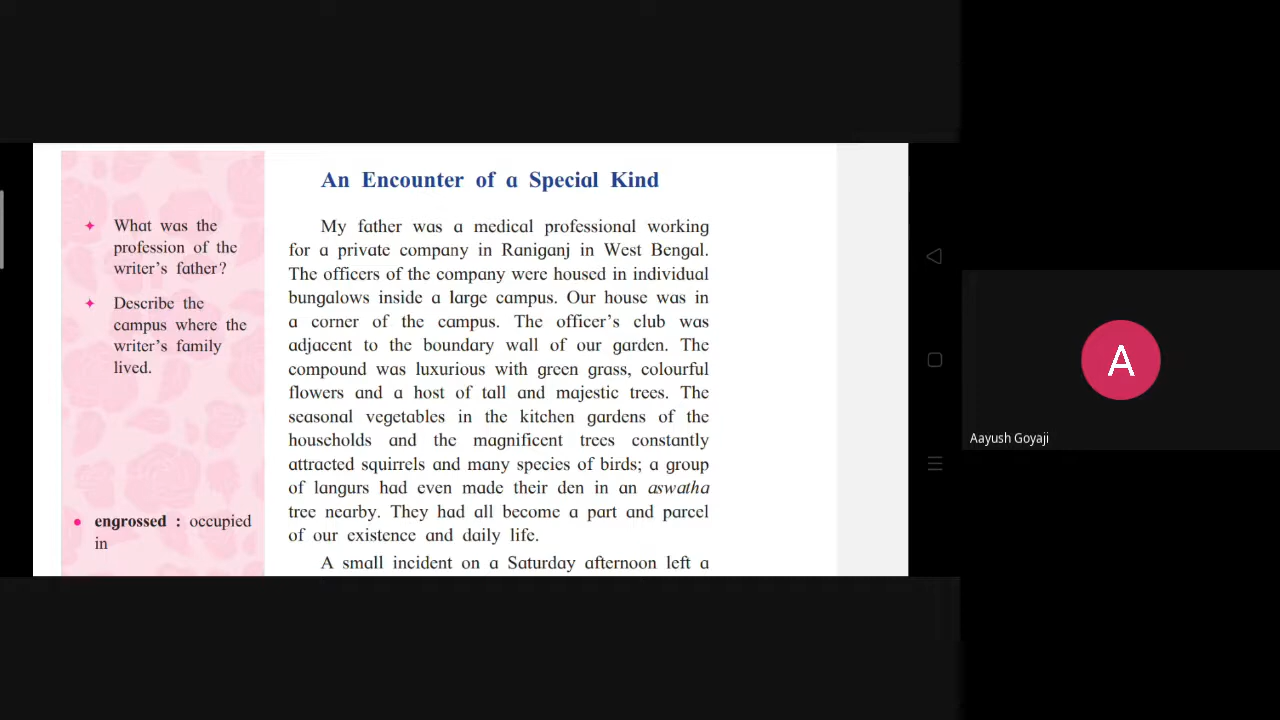 An Encounter of a Special Kind
What was the
profession of the
writer's father?
Describe the
campus where the
writer's family
lived.
engrossed : occupied
in
My father was a medical professional working
for a private company in Raniganj in West Bengal.
The officers of the company were housed in individual
bungalows inside a large campus. Our house was in
a corner of the campus. The officer's club was
adjacent to the boundary wall of our garden. The
compound was luxurious with green grass, colourful
flowers and a host of tall and majestic trees. The
seasonal vegetables in the kitchen gardens of the
households and the magnificent trees constantly
attracted squirrels and many species of birds; a group
of langurs had even made their den in an aswatha
tree nearby. They had all become a part and parcel
of our existence and daily life.
A small incident on a Saturday afternoon left a
A
Aayush Goyaji